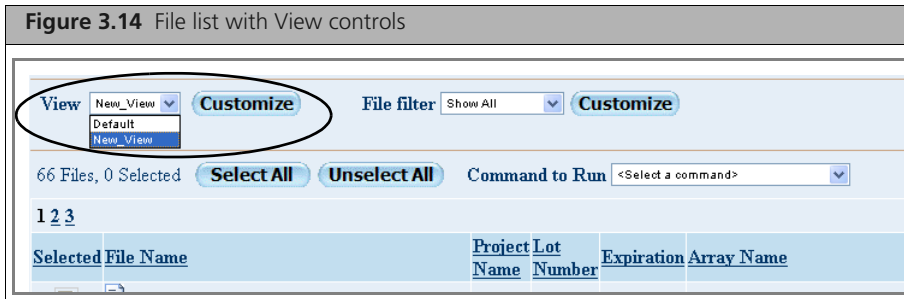 Figure 3.14 File list with View controls
View New_View Customize File filter Show All Customize
Default
New_View
66 Files, 0 Selected Select All Unselect All Command to Run <Select a command>
1 2 3
Selected File Name Project Name Lot Number Expiration Array Name